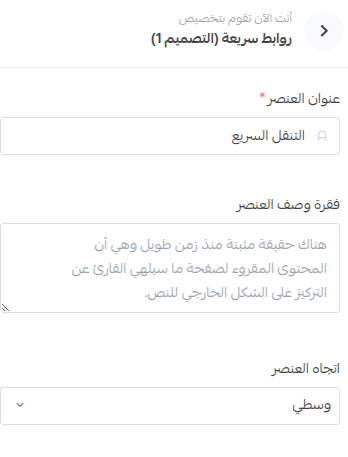 أنت الآن تقوم بتخصيص
روابط سريعة (التصميم 1)
عنوان العنصر *
التنقل السريع
فقرة وصف العنصر
هناك حقيقة مثبتة منذ زمن طويل وهي أن
المحتوى المقروء لصفحة ما سيلهي القارئ عن
التركيز على الشكل الخارجي للنص.
اتجاه العنصر
وسطي